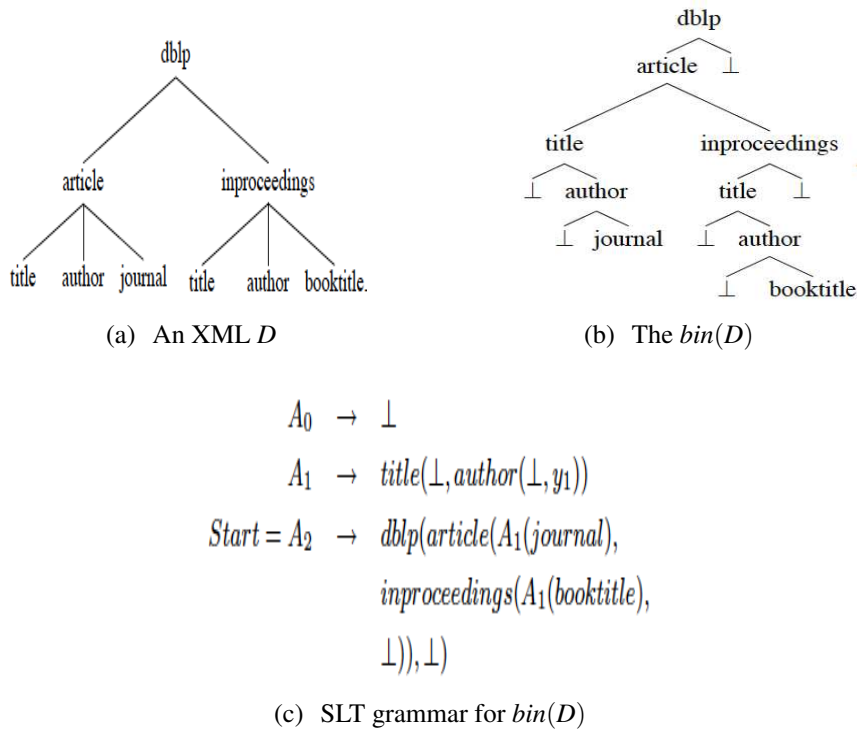 dblp
article inproceedings
title author journal title author booktitle.
(a) An XML D
dblp
article ⊥
title inproceedings
⊥ author title ⊥
⊥ journal ⊥ author
⊥ booktitle
(b) The bin(D)
A₀ → ⊥
A₁ → title(⊥,author(⊥,y₁))
Start = A₂ → dblp(article(A₁(journal),
inproceedings(A₁(booktitle),
⊥)),⊥)
(c) SLT grammar for bin(D)